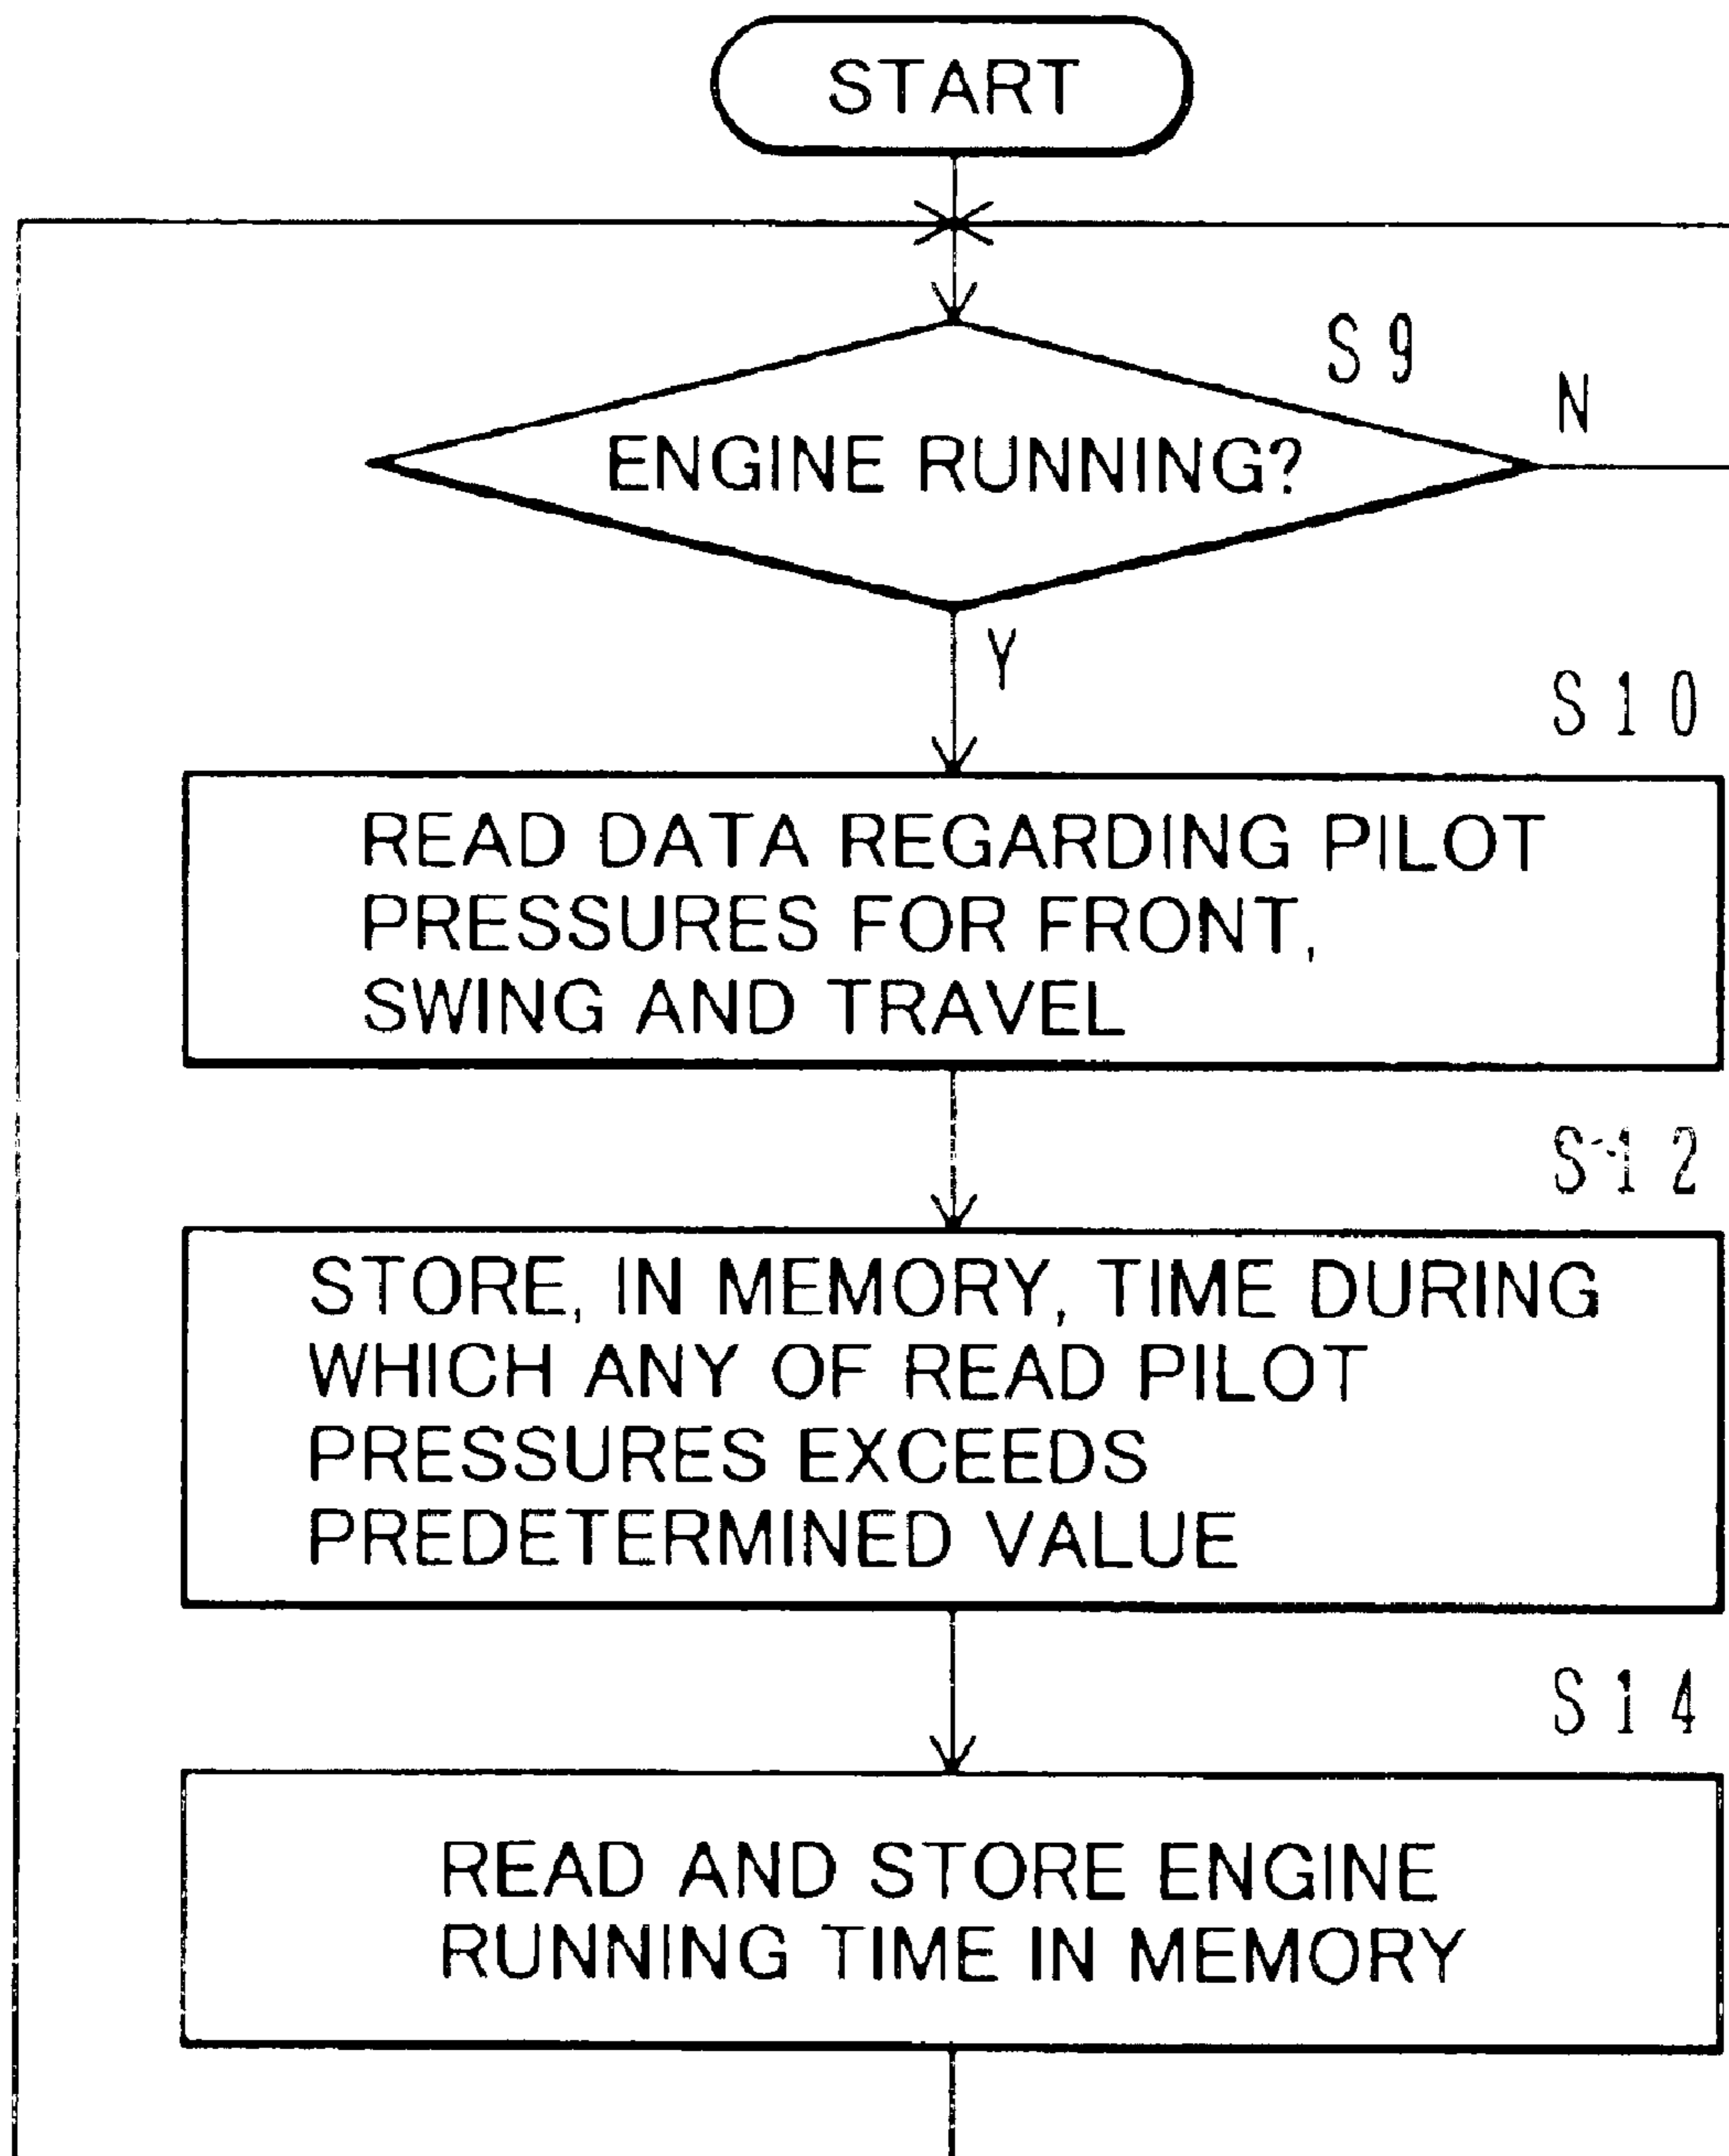 START
S9
N
ENGINE RUNNING?
Y
S10
READ DATA REGARDING PILOT
PRESSURES FOR FRONT,
SWING AND TRAVEL
S12
STORE, IN MEMORY, TIME DURING
WHICH ANY OF READ PILOT
PRESSURES EXCEEDS
PREDETERMINED VALUE
S14
READ AND STORE ENGINE
RUNNING TIME IN MEMORY